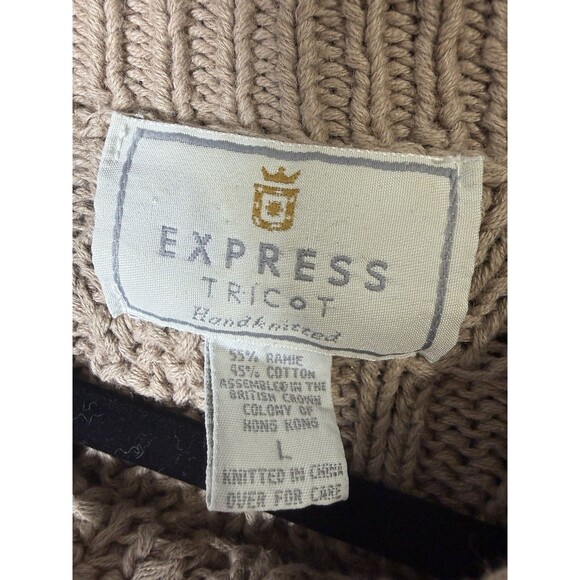 EXPRESS
TRICOT
Handknitted
55% RAMIE
45% COTTON
ASSEMBLED IN THE
BRITISH CROWN
COLONY OF
HONG KONG
L
KNITTED IN CHINA
OVER FOR CARE